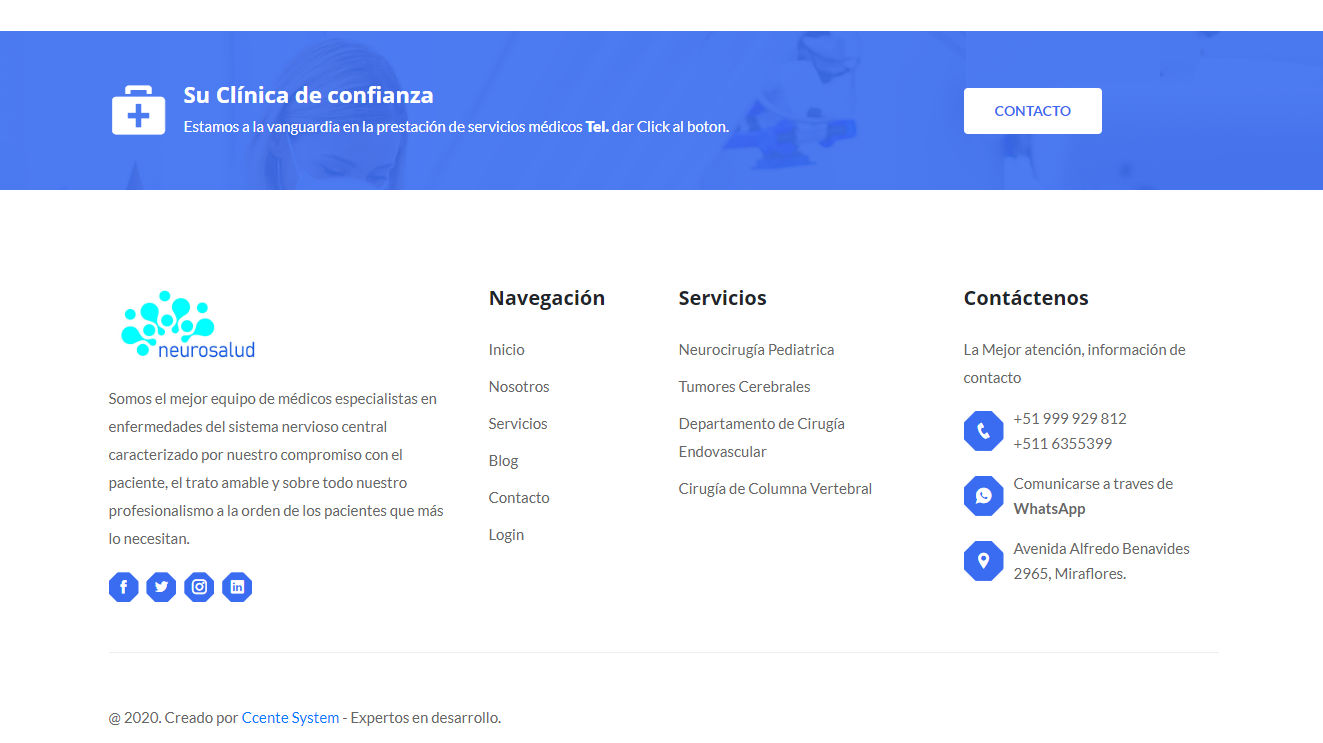 Su Clínica de confianza
Estamos a la vanguardia en la prestación de servicios médicos Tel. dar Click al boton.
CONTACTO
neurosalud
Somos el mejor equipo de médicos especialistas en
enfermedades del sistema nervioso central
caracterizado por nuestro compromiso con el
paciente, el trato amable y sobre todo nuestro
profesionalismo a la orden de los pacientes que más
lo necesitan.
Navegación
Inicio
Nosotros
Servicios
Blog
Contacto
Login
Servicios
Neurocirugía Pediatrica
Tumores Cerebrales
Departamento de Cirugía
Endovascular
Cirugía de Columna Vertebral
Contáctenos
La Mejor atención, información de
contacto
+51 999 929 812
+511 6355399
Comunicarse a traves de
WhatsApp
Avenida Alfredo Benavides
2965, Miraflores.
@ 2020. Creado por Ccente System - Expertos en desarrollo.